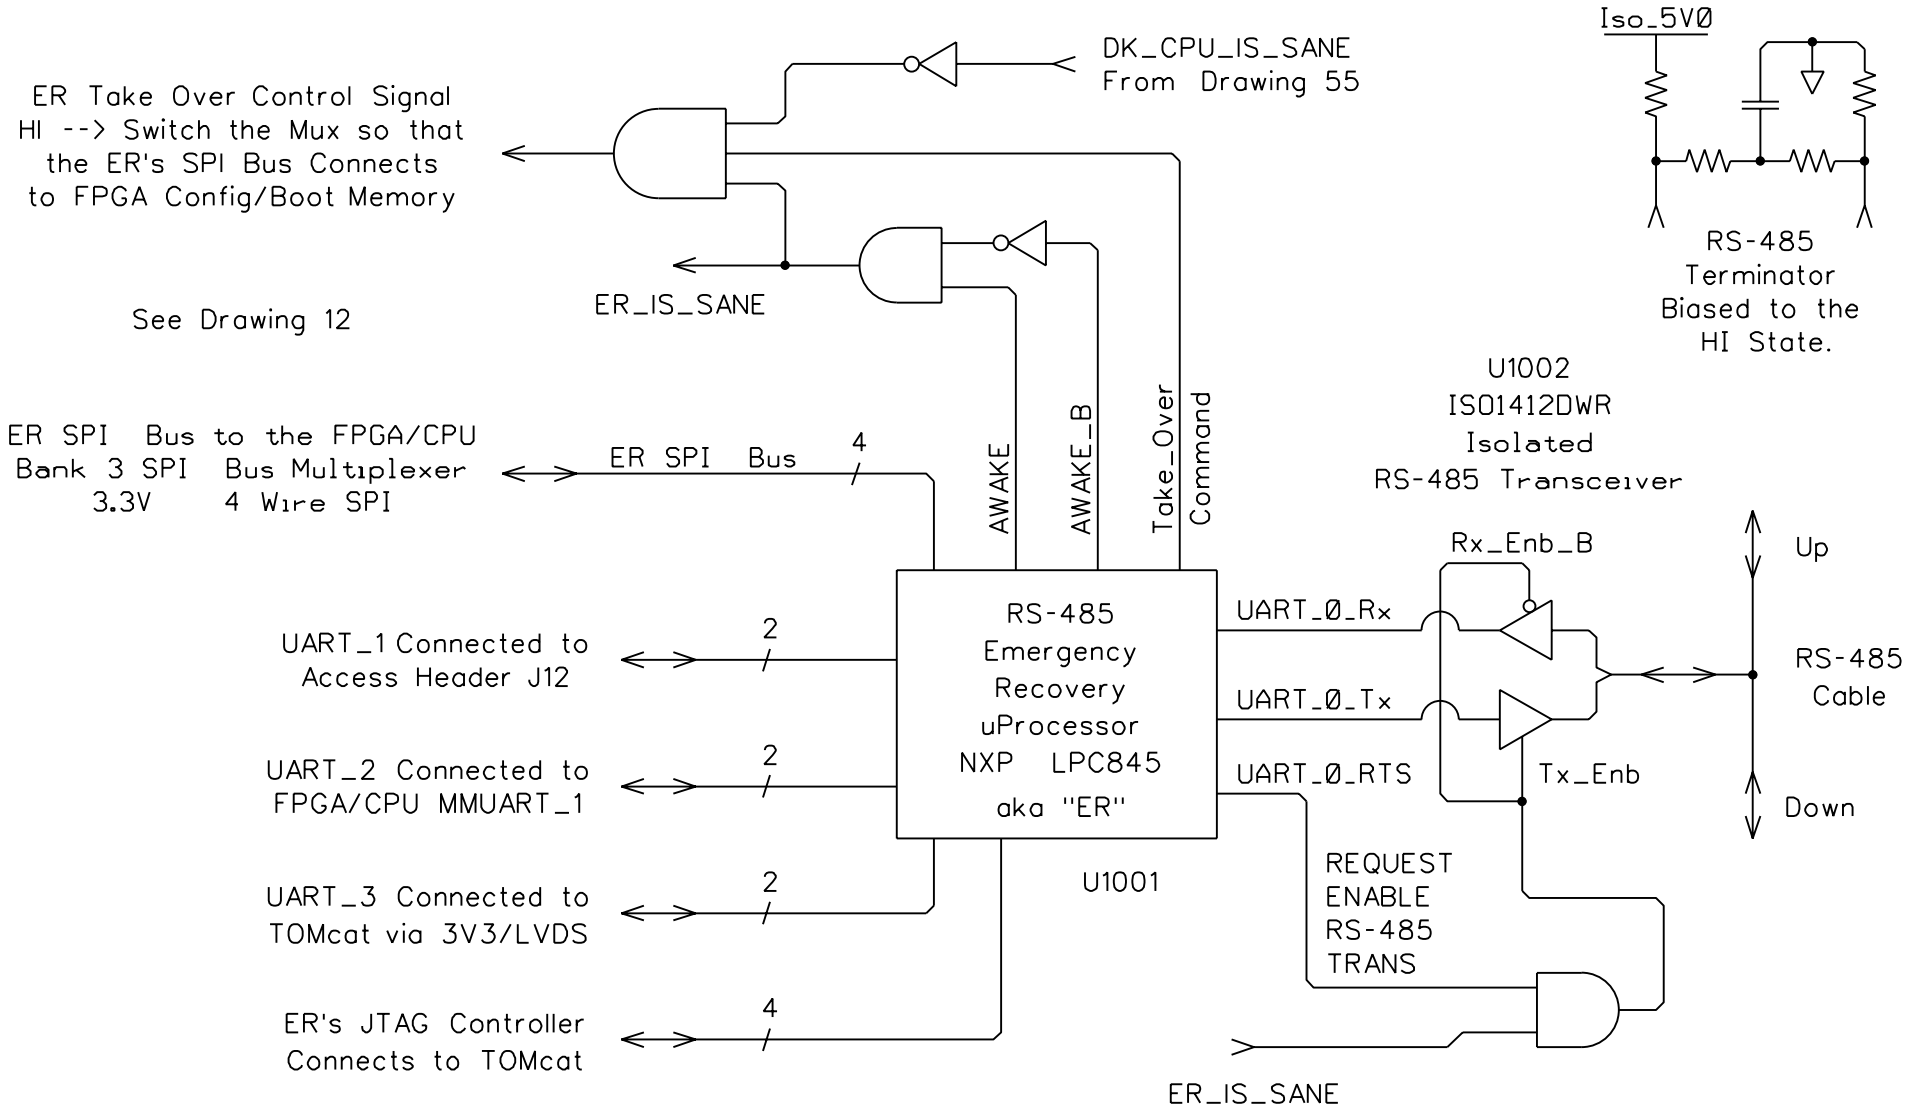 Iso_5V0
DK_CPU_IS_SANE
From Drawing 55
ER Take Over Control Signal
HI --> Switch the Mux so that
the ER's SPI Bus Connects
to FPGA Config/Boot Memory
RS-485
Terminator
Biased to the
HI State.
ER_IS_SANE
See Drawing 12
U1002
ISO1412DWR
Isolated
RS-485 Transceiver
ER SPI Bus to the FPGA/CPU
Bank 3 SPI Bus Multiplexer
3.3V 4 Wire SPI
ER SPI Bus
4
AWAKE
AWAKE_B
Take_Over
Command
Rx_Enb_B
Up
UART_1 Connected to
Access Header J12
2
RS-485
Emergency
Recovery
uProcessor
NXP LPC845
aka "ER"
UART_0_Rx
UART_0_Tx
UART_0_RTS
Tx_Enb
RS-485
Cable
Down
UART_2 Connected to
FPGA/CPU MMUART_1
2
U1001
REQUEST
ENABLE
RS-485
TRANS
UART_3 Connected to
TOMcat via 3V3/LVDS
2
ER's JTAG Controller
Connects to TOMcat
4
ER_IS_SANE